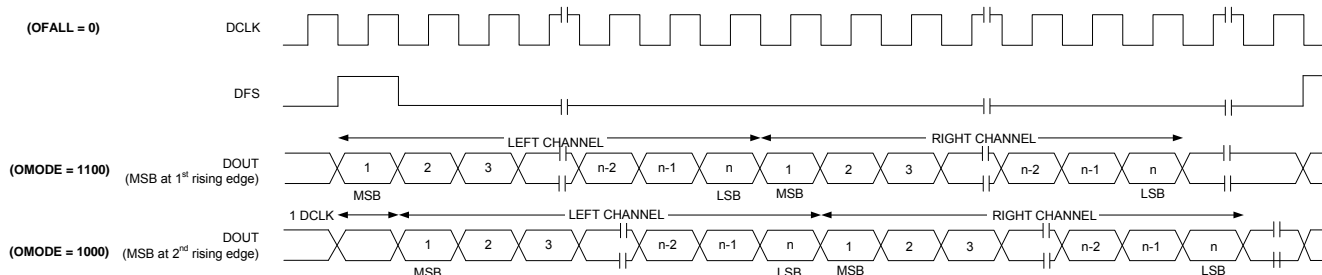 (OFALL = 0) DCLK
DFS
LEFT CHANNEL RIGHT CHANNEL
(OMODE = 1100) DOUT 1 2 3 n-2 n-1 n 1 2 3 n-2 n-1 n
(MSB at 1st rising edge)
MSB LSB MSB LSB
1 DCLK LEFT CHANNEL RIGHT CHANNEL
(OMODE = 1000) DOUT 1 2 3 n-2 n-1 n 1 2 3 n-2 n-1 n
(MSB at 2nd rising edge)
MSB LSB MSB LSB